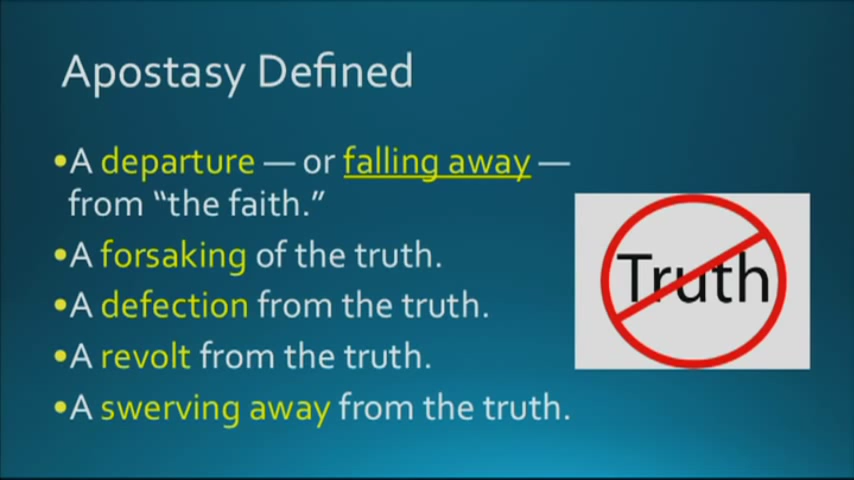 Apostasy Defined
•A departure — or falling away —
from “the faith.”
•A forsaking of the truth.
•A defection from the truth.
•A revolt from the truth.
•A swerving away from the truth.
Truth